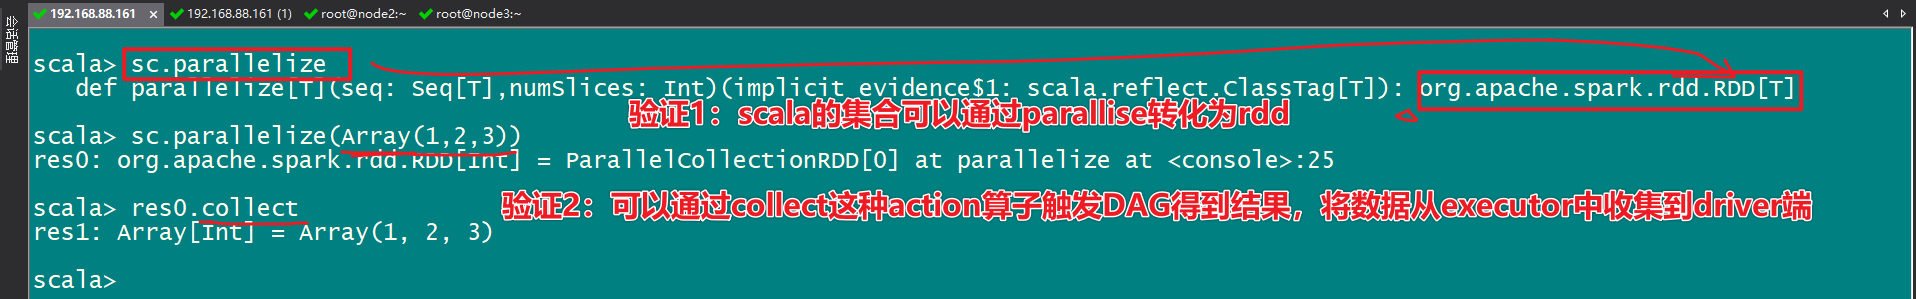 192.168.88.161 × 192.168.88.161 (1) root@node2:~ root@node3:~
会话管理
scala> sc.parallelize
def parallelize[T](seq: Seq[T],numSlices: Int)(implicit evidence$1: scala.reflect.ClassTag[T]): org.apache.spark.rdd.RDD[T]
验证1：scala的集合可以通过parallise转化为rdd
scala> sc.parallelize(Array(1,2,3))
res0: org.apache.spark.rdd.RDD[Int] = ParallelCollectionRDD[0] at parallelize at <console>:25
scala> res0.collect
验证2：可以通过collect这种action算子触发DAG得到结果，将数据从executor中收集到driver端
res1: Array[Int] = Array(1, 2, 3)
scala>